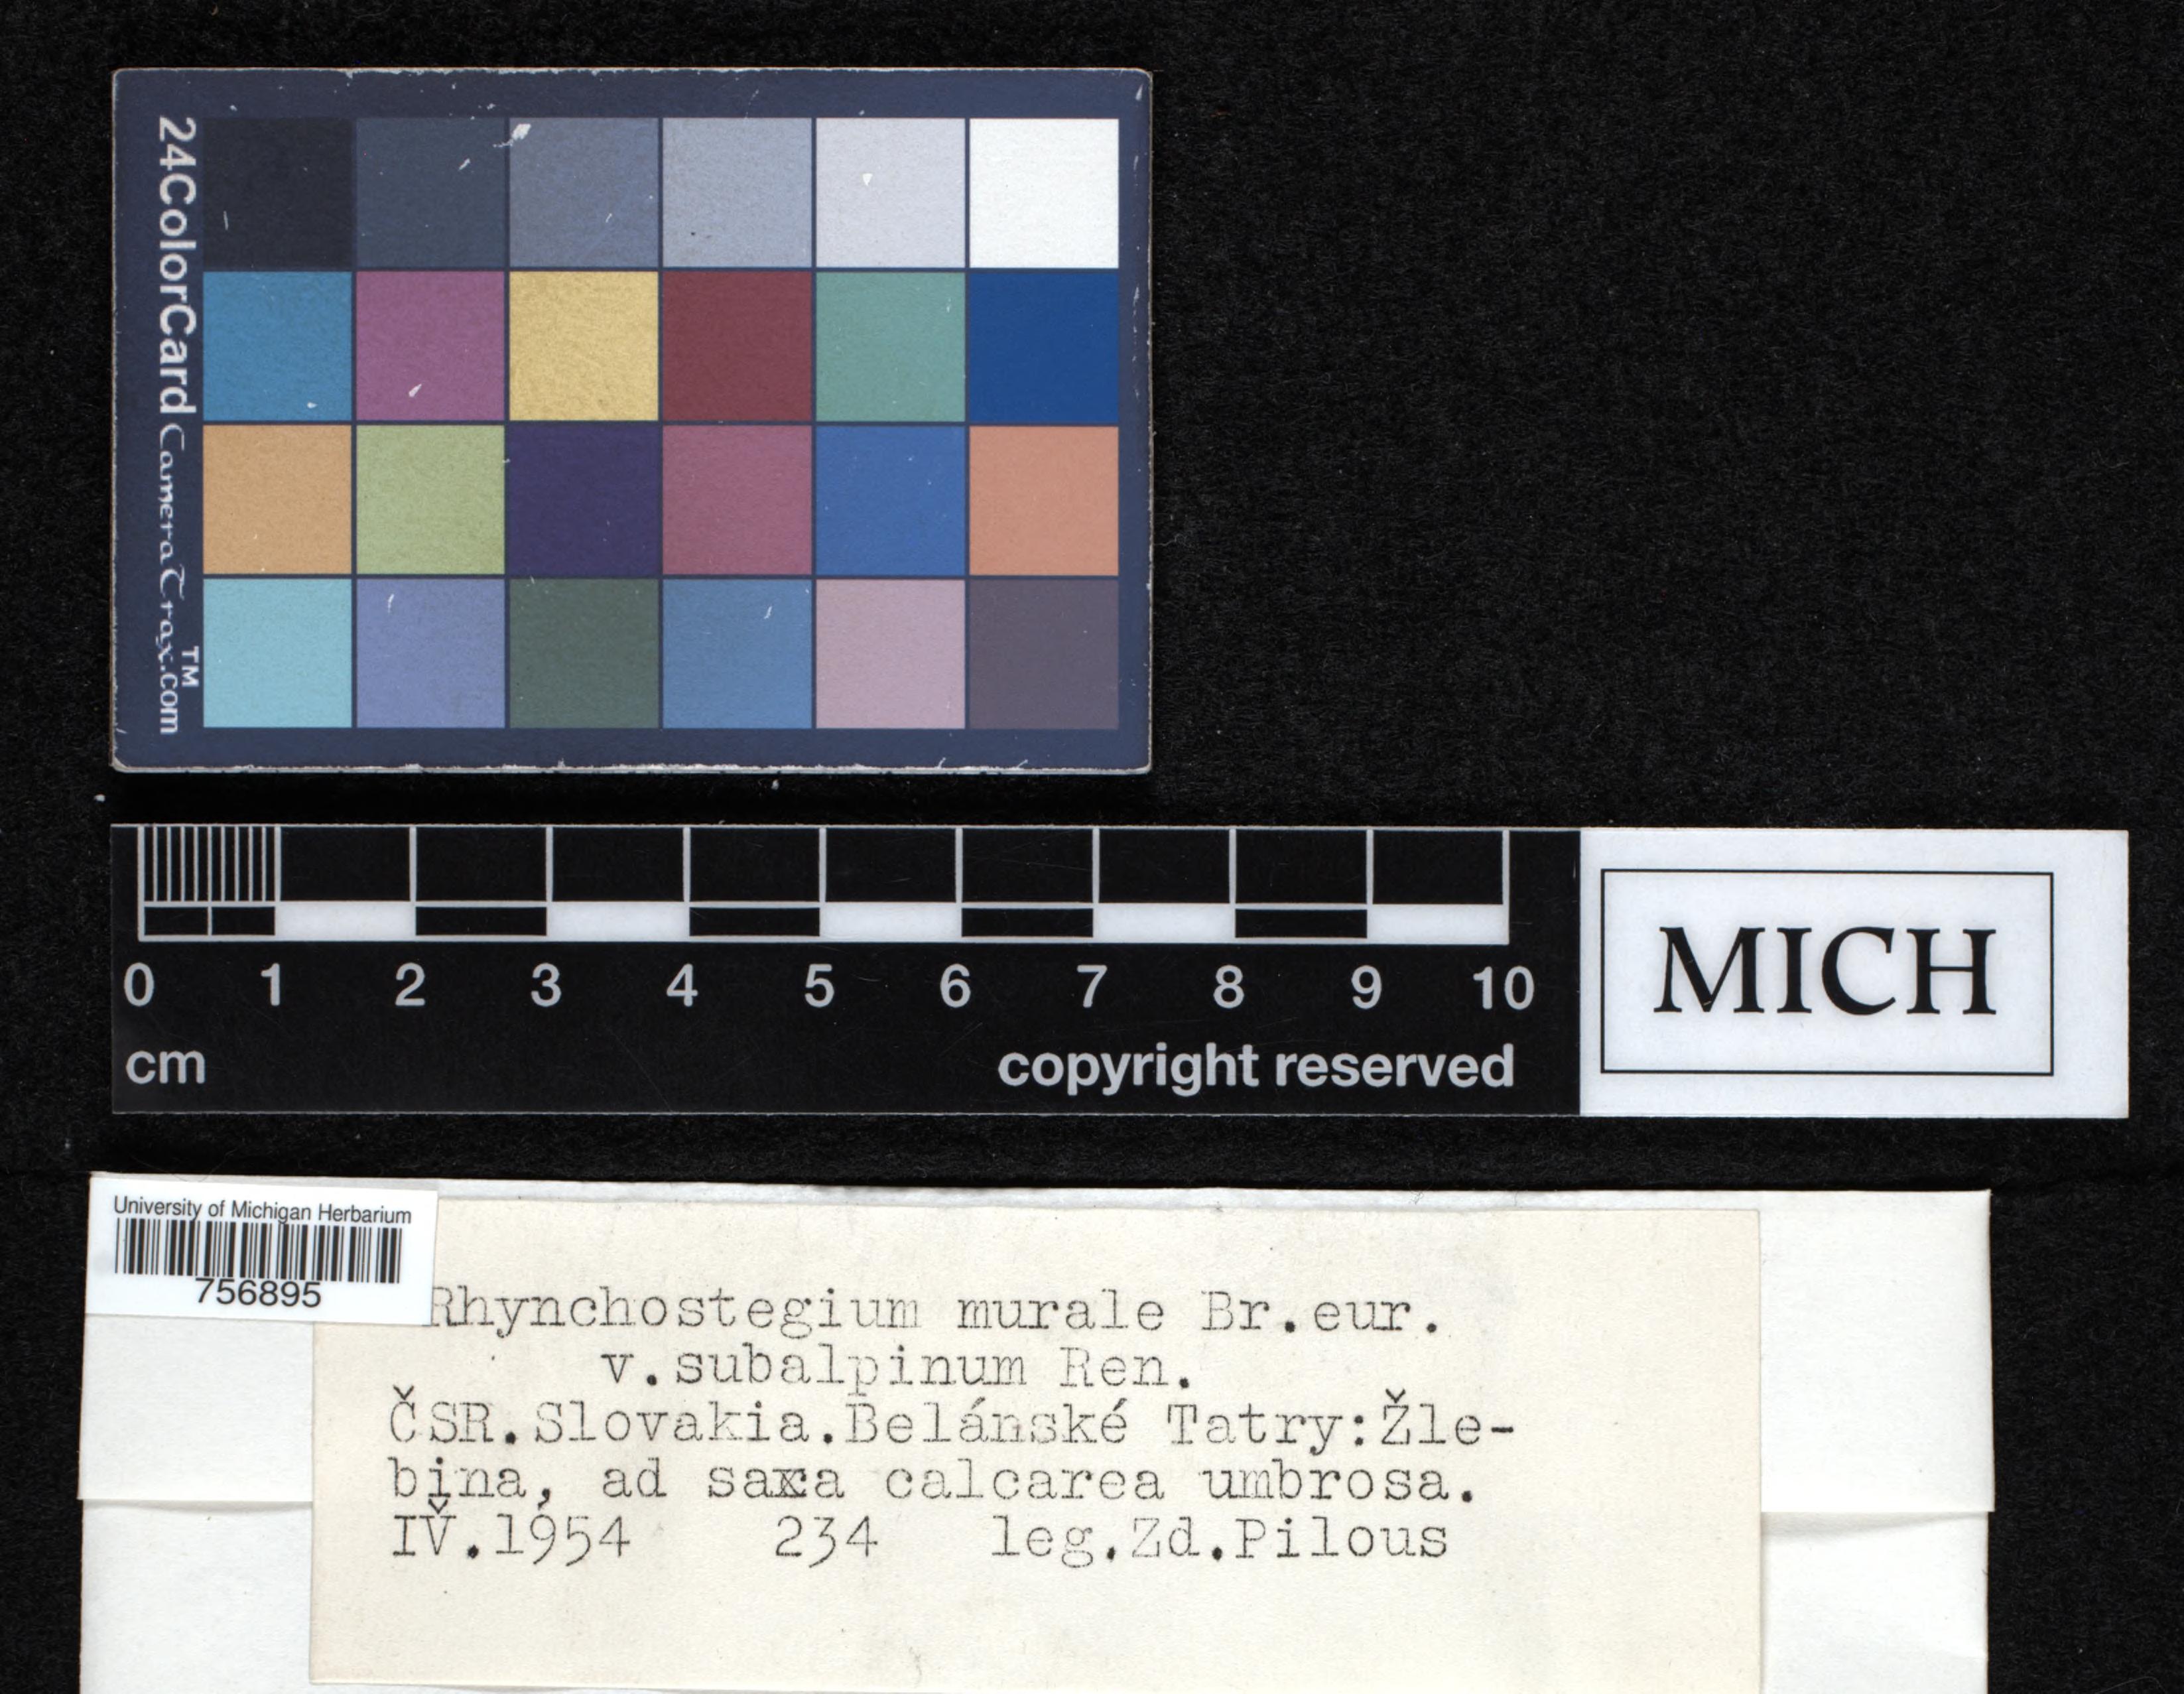 24ColorCard CameraTrax.com™
0 1 2 3 4 5 6 7 8 9 10
cm copyright reserved
MICH
University of Michigan Herbarium
756895
Rhynchostegium murale Br.eur.
v.subalpinum Ren.
ČSR.Slovakia.Belánské Tatry:Žle-
bina, ad saxa calcarea umbrosa.
IV.1954 234 leg.Zd.Pilous